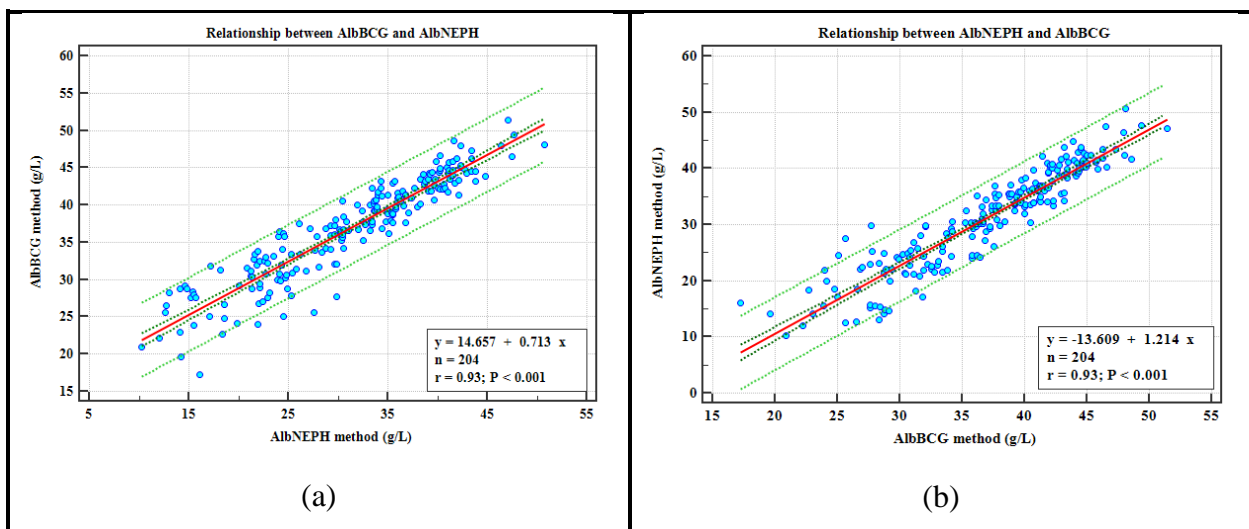 Relationship between AlbBCG and AlbNEPH
60
55
50
45
40
35
30
25
20
15
AlbBCG method (g/L)
y = 14.657 + 0.713 x
n = 204
r = 0.93; P < 0.001
5
15
25
35
45
55
AlbNEPH method (g/L)
(a)
Relationship between AlbNEPH and AlbBCG
60
50
40
30
20
10
0
AlbNEPH method (g/L)
y = -13.609 + 1.214 x
n = 204
r = 0.93; P < 0.001
15
20
25
30
35
40
45
50
55
AlbBCG method (g/L)
(b)